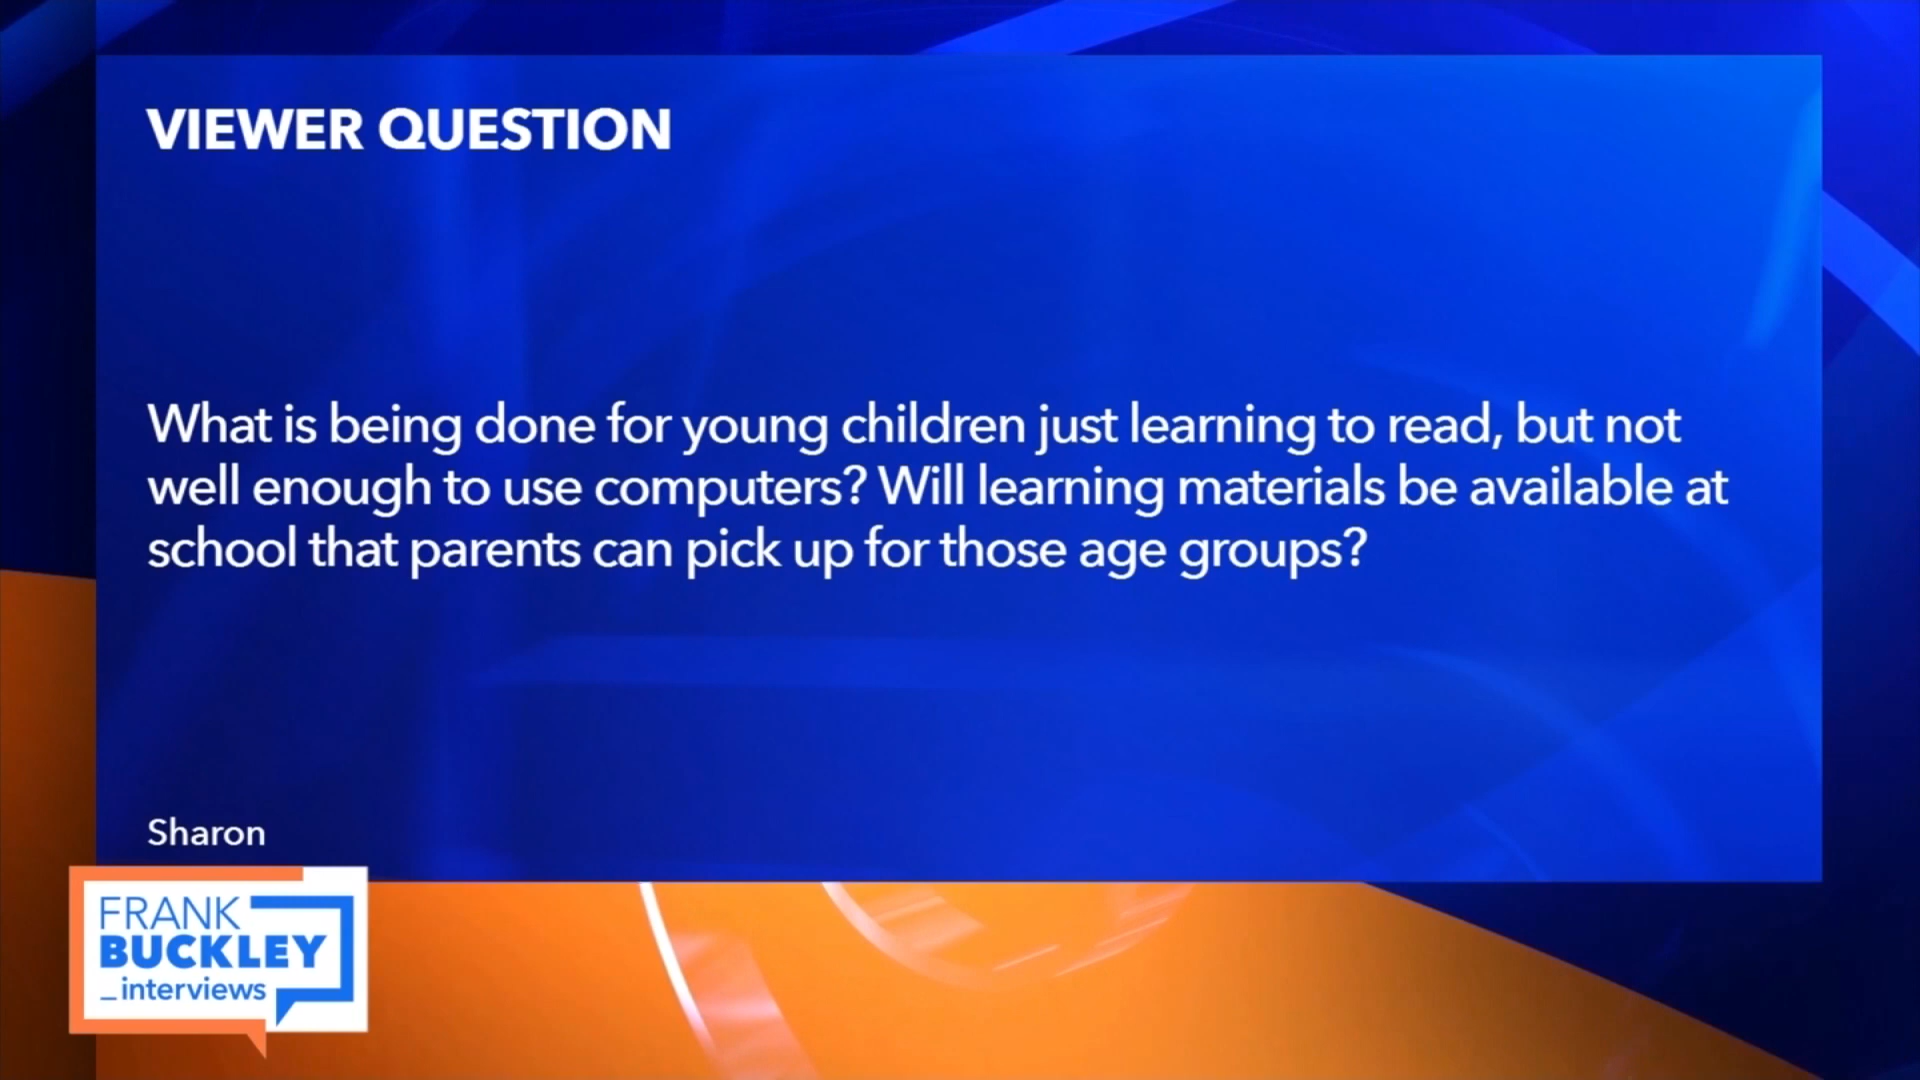 VIEWER QUESTION
What is being done for young children just learning to read, but not
well enough to use computers? Will learning materials be available at
school that parents can pick up for those age groups?
Sharon
FRANK
BUCKLEY
_interviews